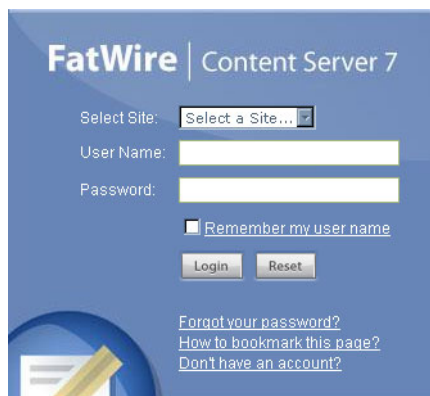 FatWire | Content Server 7
Select Site: Select a Site...
User Name:
Password:
Remember my user name
Login Reset
Forgot your password?
How to bookmark this page?
Don't have an account?